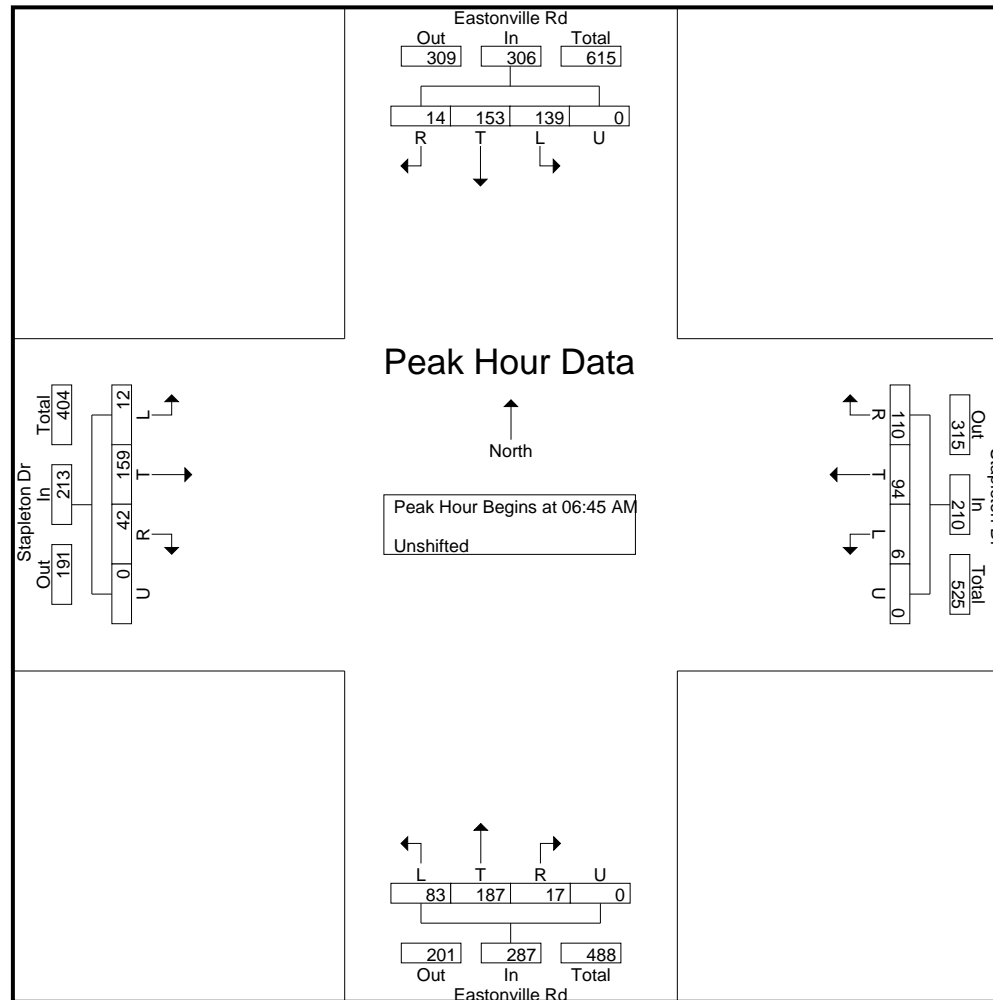 Eastonville Rd
Out In Total
309 306 615
14 153 139 0
R T L U
Peak Hour Data
North
Peak Hour Begins at 06:45 AM
Unshifted
Stapleton Dr
Out In Total
191 213 404
0 42 159 12
U R T L
Out In Total
315 210 525
110 94 6 0
R T L U
L T R U
83 187 17 0
201 287 488
Out In Total
Eastonville Rd